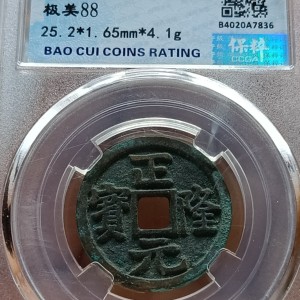 极美88
25.2*1.65mm*4.1g
BAO CUI COINS RATING
B4020A7836
保粹
CCGA
正
隆
元
寶